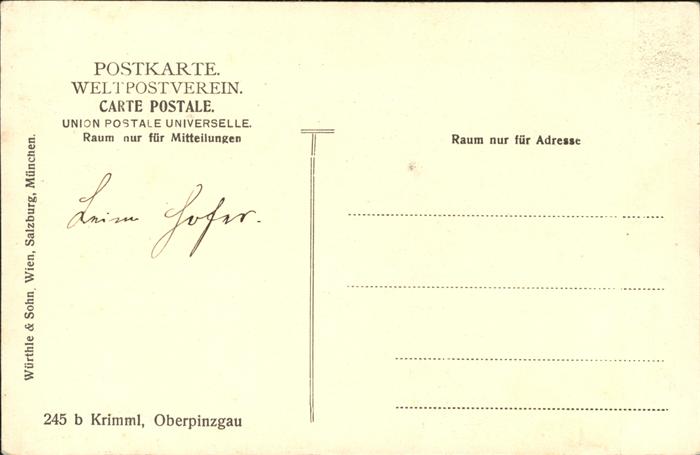 POSTKARTE.
WELTPOSTVEREIN.
CARTE POSTALE.
UNION POSTALE UNIVERSELLE.
Raum nur für Mitteilungen
Raum nur für Adresse
Beim Hofer.
Würthle & Sohn, Wien, Salzburg, München.
245 b Krimml, Oberpinzgau